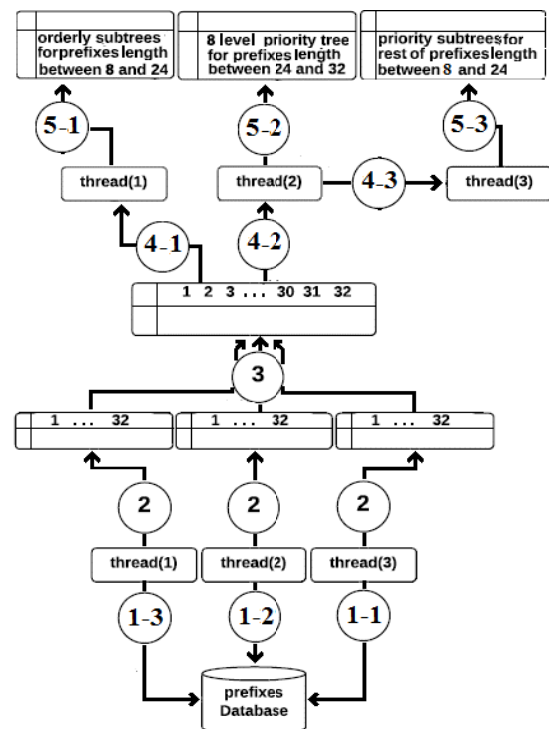 orderly subtrees
forprefixes length
between 8 and 24
8 level priority tree
for prefixes length
between 24 and 32
priority subtrees for
rest of prefixes length
between 8 and 24
5-1
5-2
5-3
thread(1)
thread(2)
4-3
thread(3)
4-1
4-2
1 2 3 ... 30 31 32
3
1 ... 32
1 ... 32
1 ... 32
2
2
2
thread(1)
thread(2)
thread(3)
1-3
1-2
1-1
prefixes
Database